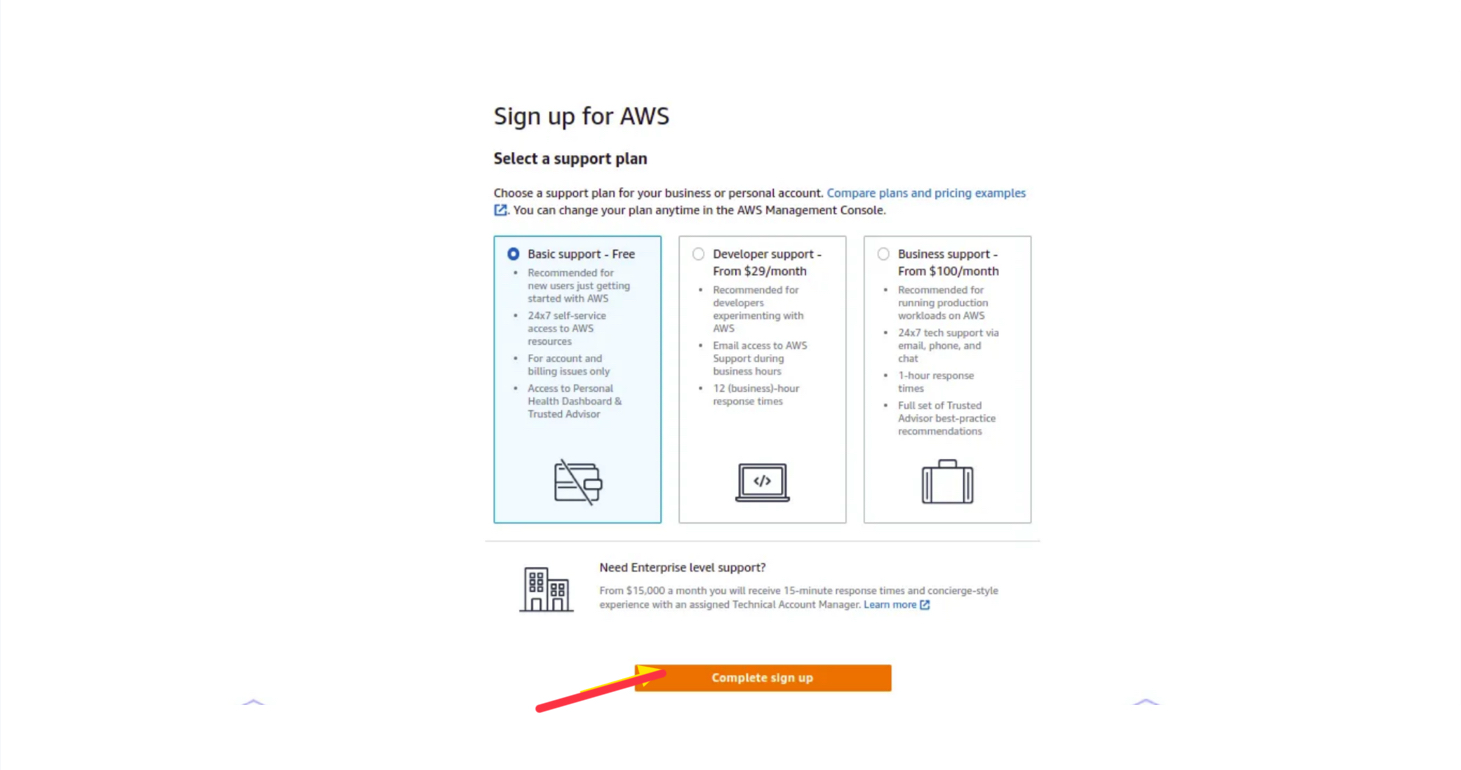 Sign up for AWS
Select a support plan
Choose a support plan for your business or personal account. Compare plans and pricing examples
. You can change your plan anytime in the AWS Management Console.
Basic support - Free
• Recommended for
new users just getting
started with AWS
• 24x7 self-service
access to AWS
resources
• For account and
billing issues only
• Access to Personal
Health Dashboard &
Trusted Advisor
Developer support -
From $29/month
• Recommended for
developers
experimenting with
AWS
• Email access to AWS
Support during
business hours
• 12 (business)-hour
response times
</>
Business support -
From $100/month
• Recommended for
running production
workloads on AWS
• 24x7 tech support via
email, phone, and
chat
• 1-hour response
times
• Full set of Trusted
Advisor best-practice
recommendations
Need Enterprise level support?
From $15,000 a month you will receive 15-minute response times and concierge-style
experience with an assigned Technical Account Manager. Learn more
Complete sign up